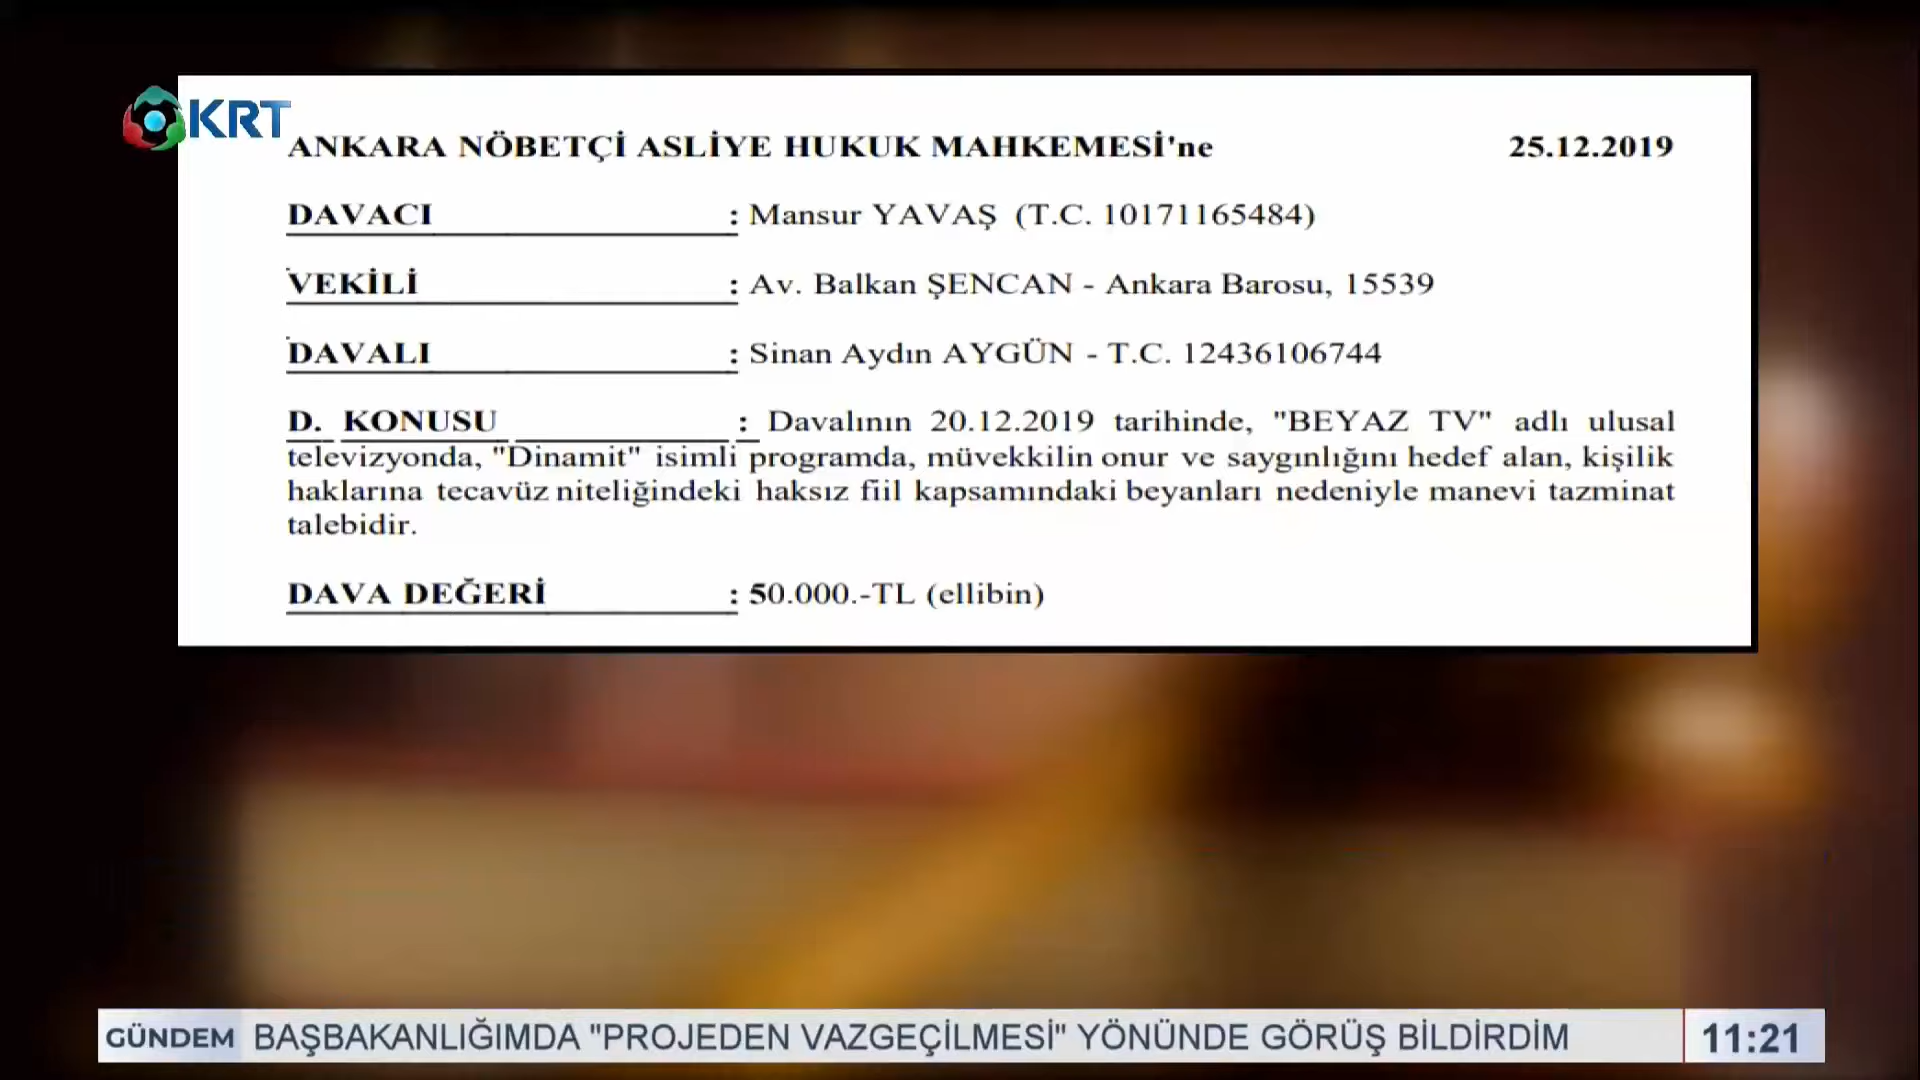 KRT
ANKARA NÖBETÇİ ASLİYE HUKUK MAHKEMESİ'ne 25.12.2019
DAVACI : Mansur YAVAŞ (T.C. 10171165484)
VEKİLİ : Av. Balkan ŞENCAN - Ankara Barosu, 15539
DAVALI : Sinan Aydın AYGÜN - T.C. 12436106744
D. KONUSU : Davalının 20.12.2019 tarihinde, "BEYAZ TV" adlı ulusal
televizyonda, "Dinamit" isimli programda, müvekkilin onur ve saygınlığını hedef alan, kişilik
haklarına tecavüz niteliğindeki haksız fiil kapsamındaki beyanları nedeniyle manevi tazminat
talebidir.
DAVA DEĞERİ : 50.000.-TL (ellibin)
GÜNDEM BAŞBAKANLIĞIMDA "PROJEDEN VAZGEÇİLMESİ" YÖNÜNDE GÖRÜŞ BİLDİRDİM 11:21